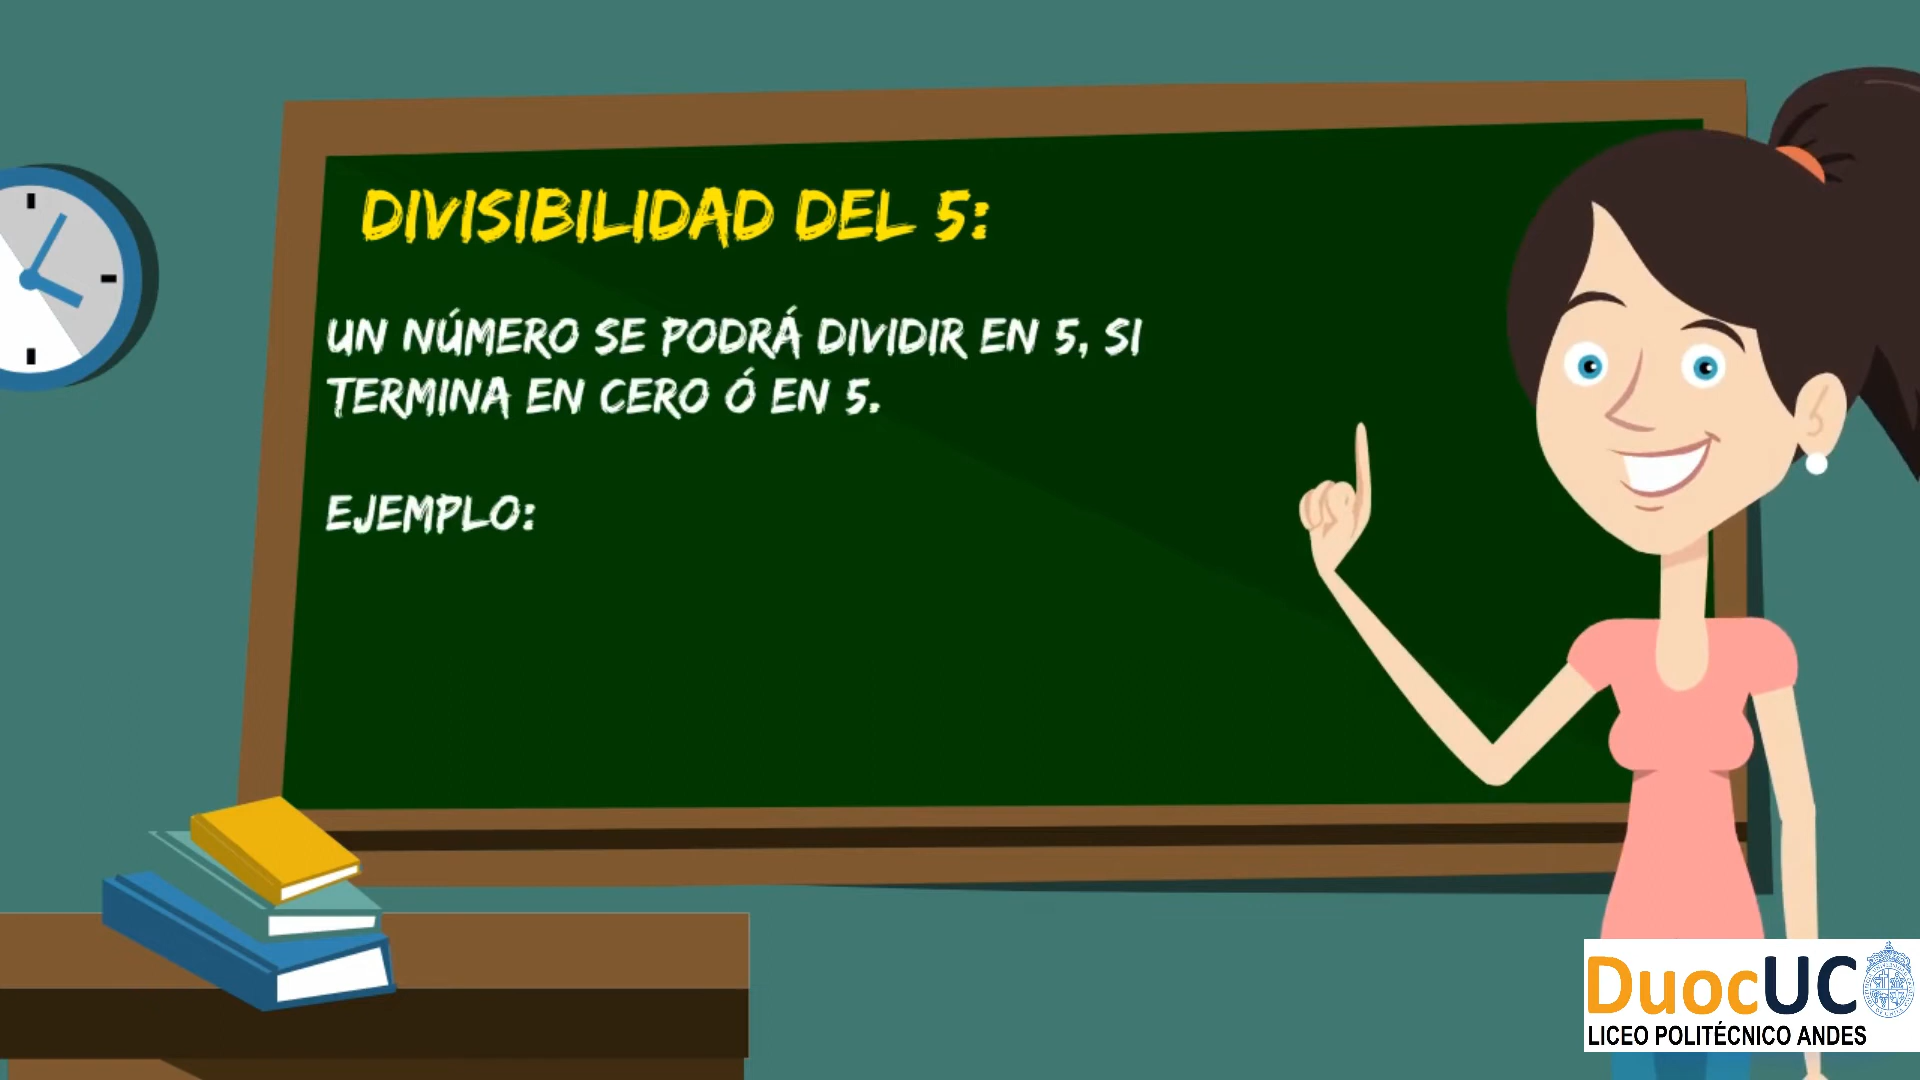 DIVISIBILIDAD DEL 5:
UN NÚMERO SE PODRÁ DIVIDIR EN 5, SI
TERMINA EN CERO Ó EN 5.
EJEMPLO:
DuocUC
LICEO POLITÉCNICO ANDES